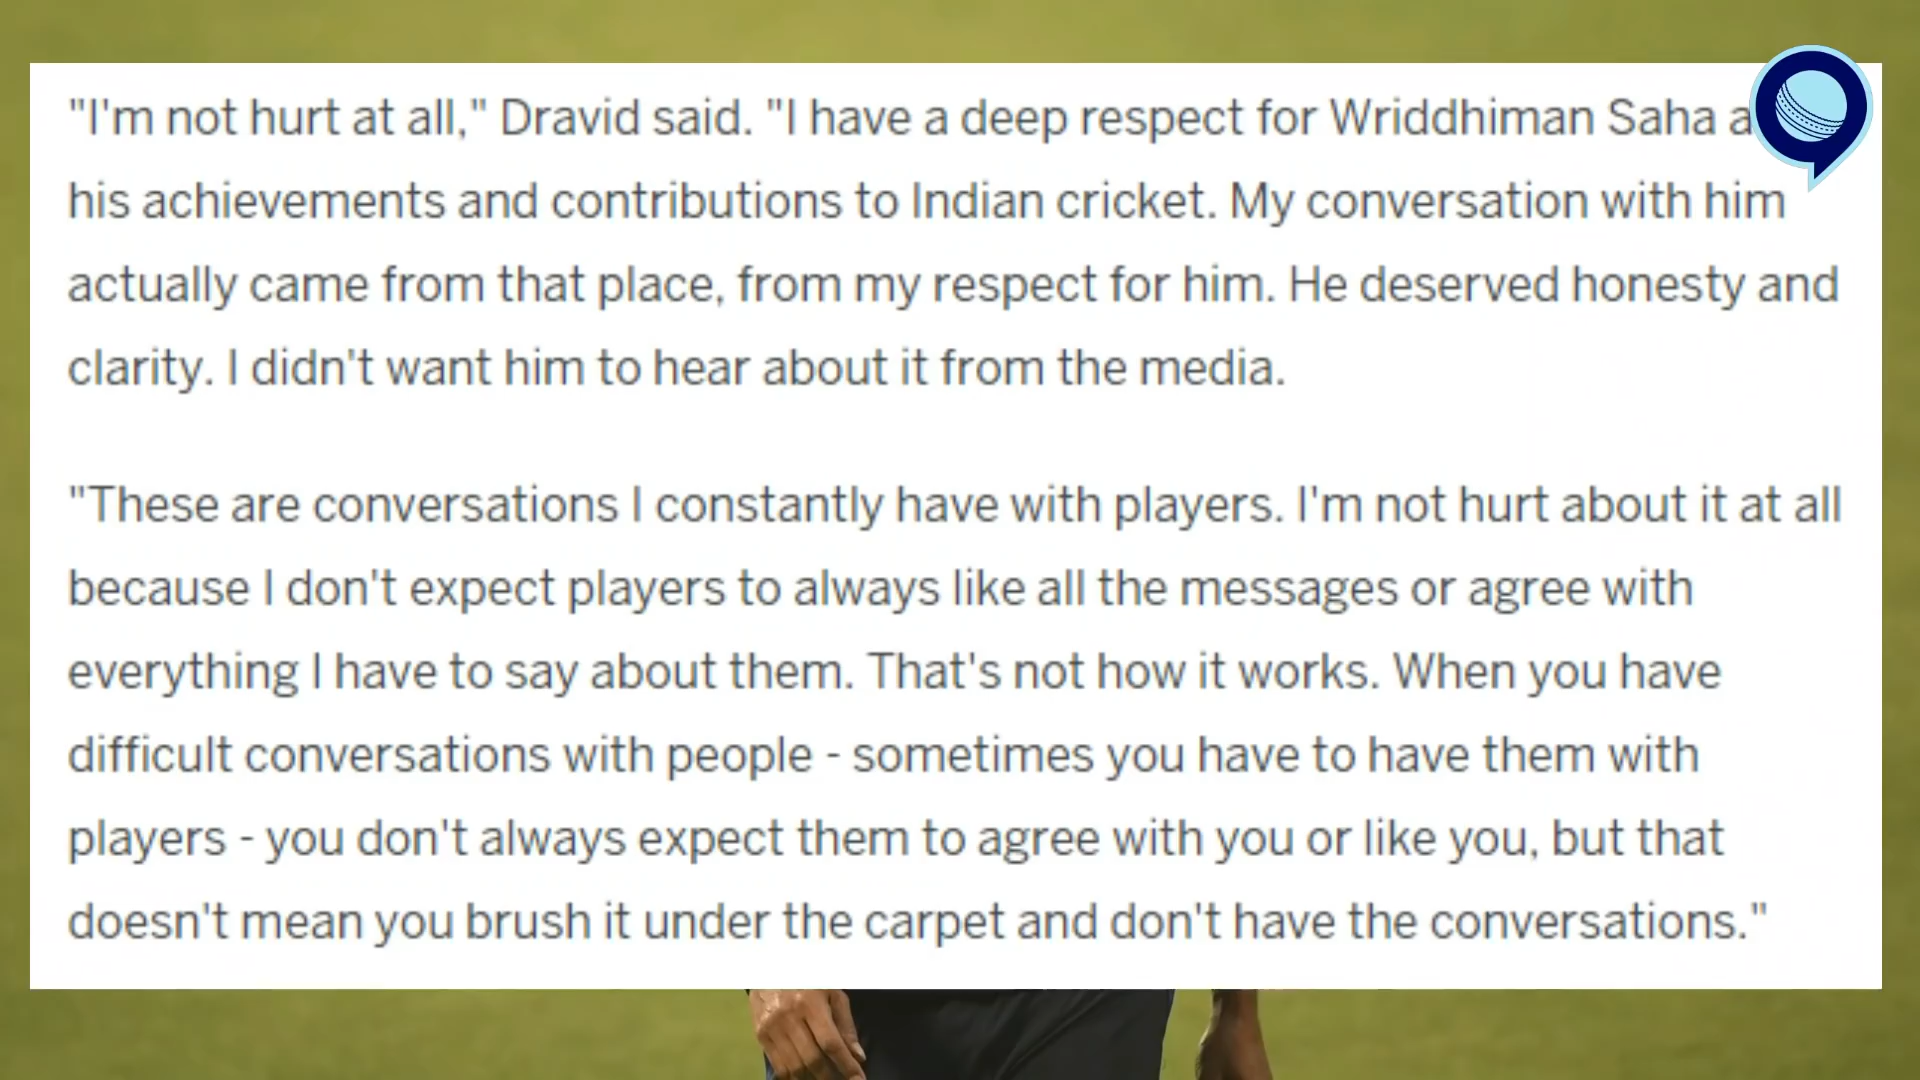 "I'm not hurt at all," Dravid said. "I have a deep respect for Wriddhiman Saha
his achievements and contributions to Indian cricket. My conversation with him
actually came from that place, from my respect for him. He deserved honesty and
clarity. I didn't want him to hear about it from the media.
"These are conversations I constantly have with players. I'm not hurt about it at all
because I don't expect players to always like all the messages or agree with
everything I have to say about them. That's not how it works. When you have
difficult conversations with people - sometimes you have to have them with
players - you don't always expect them to agree with you or like you, but that
doesn't mean you brush it under the carpet and don't have the conversations."